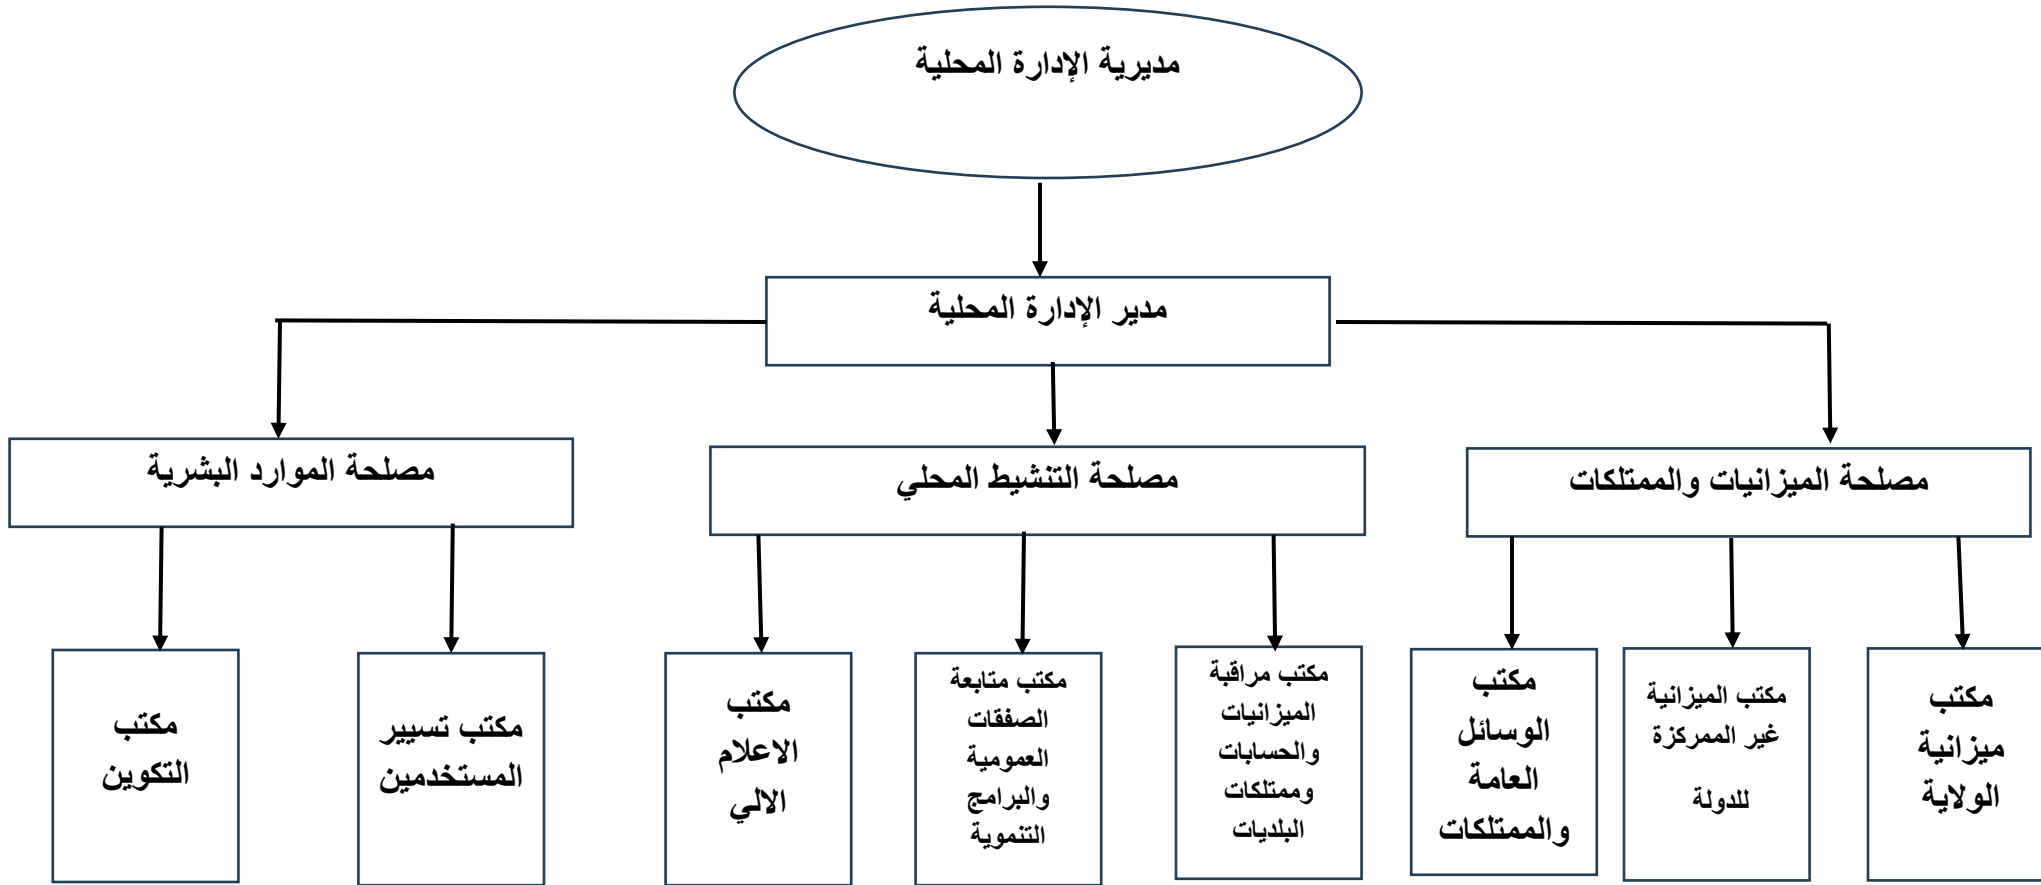 مديرية الإدارة المحلية
مدير الإدارة المحلية
مصلحة الميزانيات والممتلكات
مصلحة التنشيط المحلي
مصلحة الموارد البشرية
مكتب
ميزانية
الولاية
مكتب الميزانية
غير الممركزة
للدولة
مكتب
الوسائل
العامة
والممتلكات
مكتب مراقبة
الميزانيات
والحسابات
وممتلكات
البلديات
مكتب متابعة
الصفقات
العمومية
والبرامج
التنموية
مكتب
الاعلام
الالي
مكتب تسيير
المستخدمين
مكتب
التكوين